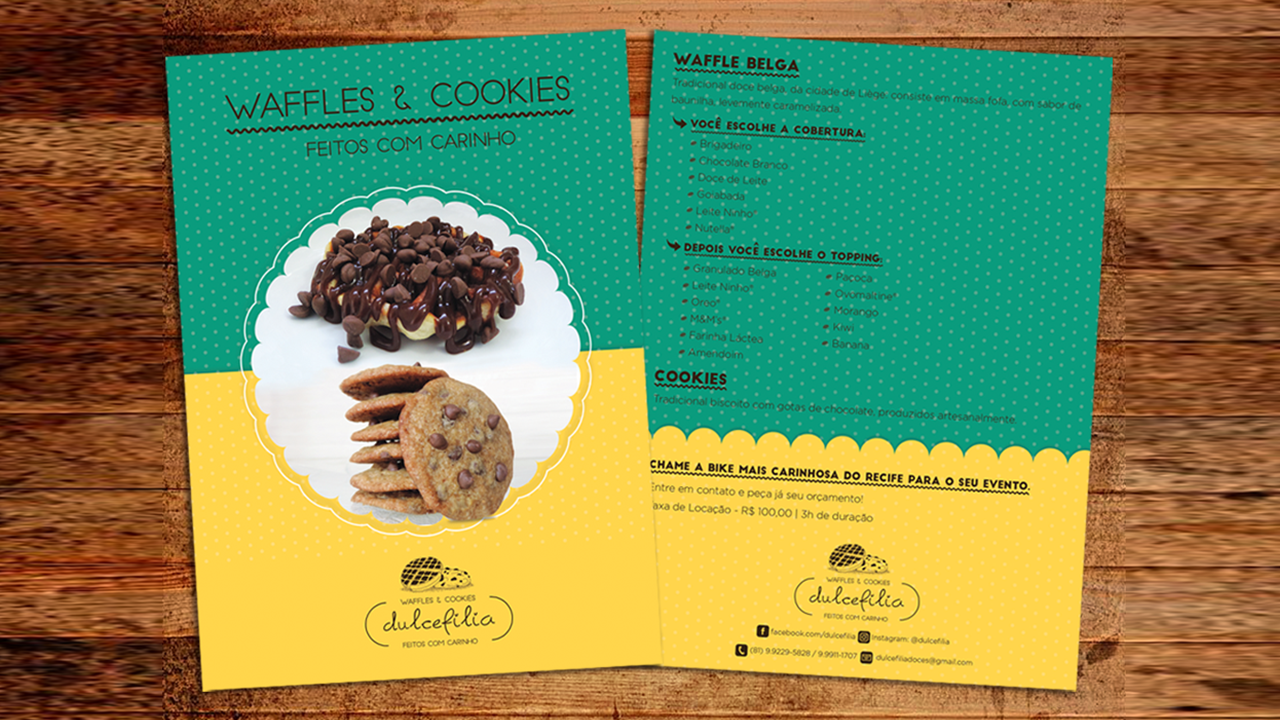 WAFFLES & COOKIES
FEITOS COM CARINHO
WAFFLES & COOKIES
dulcefilia
FEITOS COM CARINHO
WAFFLE BELGA
Tradicional doce belga, da cidade de Liège, consiste em massa fofa, com sabor de
baunilha, levemente caramelizada.
VOCÊ ESCOLHE A COBERTURA:
Brigadeiro
Chocolate Branco
Doce de Leite
Goiabada
Leite Ninho®
Nutella®
DEPOIS VOCÊ ESCOLHE O TOPPING:
Granulado Belga
Leite Ninho®
Oreo®
M&M's®
Farinha Láctea
Amendoim
Paçoca
Ovomaltine®
Morango
Kiwi
Banana
COOKIES
Tradicional biscoito com gotas de chocolate, produzidos artesanalmente.
CHAME A BIKE MAIS CARINHOSA DO RECIFE PARA O SEU EVENTO.
Entre em contato e peça já seu orçamento!
Taxa de Locação - R$ 100,00 | 3h de duração
WAFFLES & COOKIES
dulcefilia
FEITOS COM CARINHO
facebook.com/dulcefilia Instagram: @dulcefilia
(81) 9.9229-5828 / 9.9911-1707 dulcefiliadoces@gmail.com